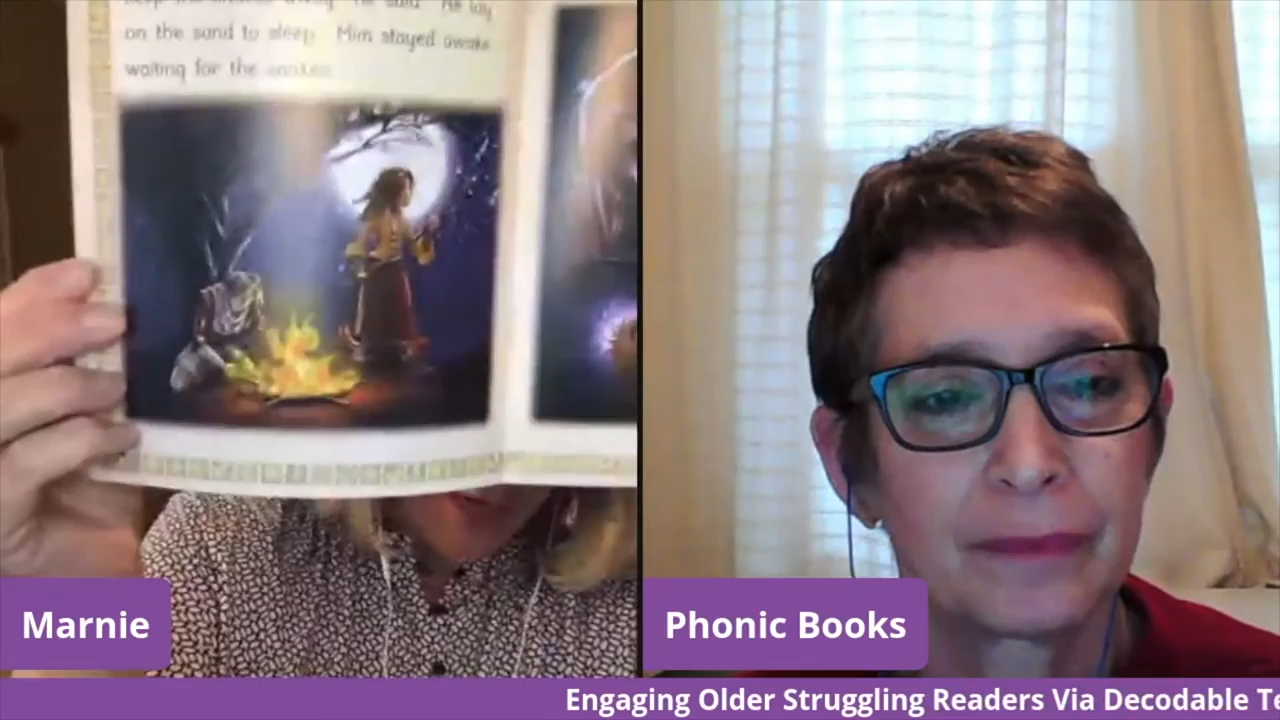 on the sand to sleep. Mim stayed awake
waiting for the
Marnie
Phonic Books
Engaging Older Struggling Readers Via Decodable Te